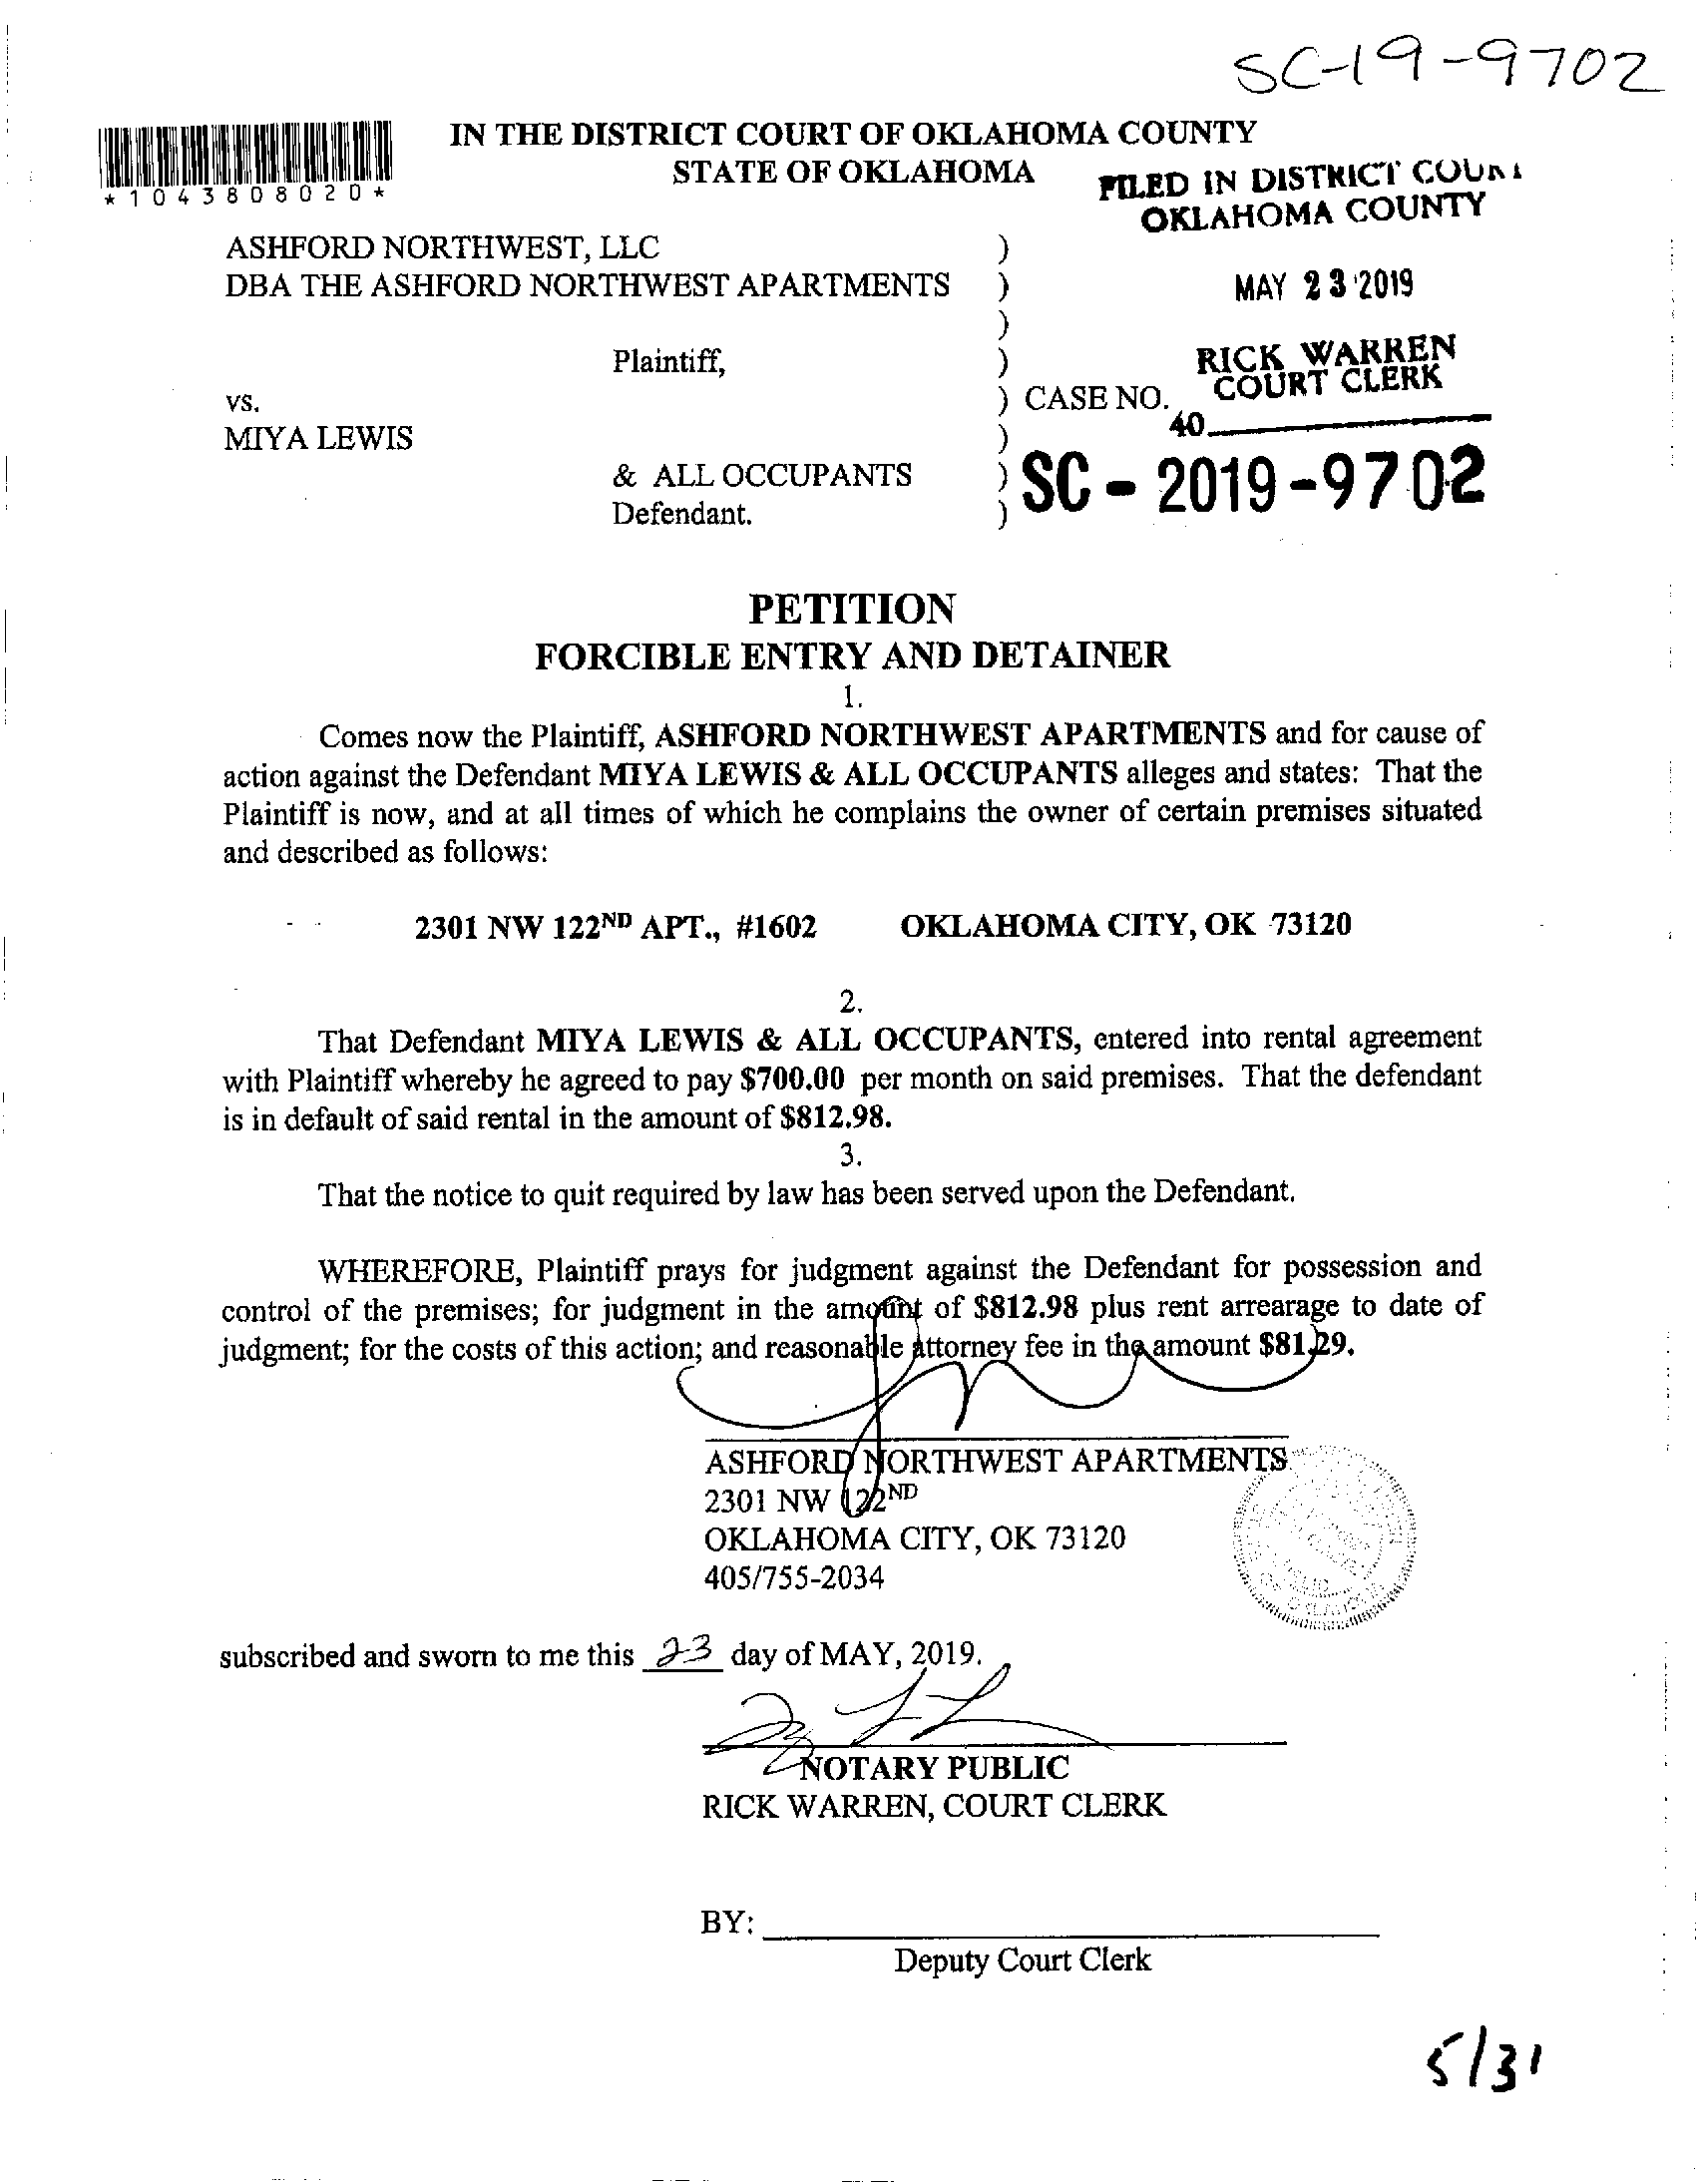 SC-19-9702
*1043808020*
IN THE DISTRICT COURT OF OKLAHOMA COUNTY
STATE OF OKLAHOMA
FILED IN DISTRICT COURT
OKLAHOMA COUNTY
ASHFORD NORTHWEST, LLC )
DBA THE ASHFORD NORTHWEST APARTMENTS )
MAY 23 2019
)
Plaintiff, )
RICK WARREN
COURT CLERK
vs. ) CASE NO.
40
MIYA LEWIS )
& ALL OCCUPANTS )
SC - 2019 - 9702
Defendant. )
PETITION
FORCIBLE ENTRY AND DETAINER
1.
Comes now the Plaintiff, ASHFORD NORTHWEST APARTMENTS and for cause of
action against the Defendant MIYA LEWIS & ALL OCCUPANTS alleges and states: That the
Plaintiff is now, and at all times of which he complains the owner of certain premises situated
and described as follows:
2301 NW 122ND APT., #1602 OKLAHOMA CITY, OK 73120
2.
That Defendant MIYA LEWIS & ALL OCCUPANTS, entered into rental agreement
with Plaintiff whereby he agreed to pay $700.00 per month on said premises. That the defendant
is in default of said rental in the amount of $812.98.
3.
That the notice to quit required by law has been served upon the Defendant.
WHEREFORE, Plaintiff prays for judgment against the Defendant for possession and
control of the premises; for judgment in the amount of $812.98 plus rent arrearage to date of
judgment; for the costs of this action; and reasonable attorney fee in the amount $81.29.
ASHFORD NORTHWEST APARTMENTS
2301 NW 122ND
OKLAHOMA CITY, OK 73120
405/755-2034
subscribed and sworn to me this 23 day of MAY, 2019.
NOTARY PUBLIC
RICK WARREN, COURT CLERK
BY:
Deputy Court Clerk
5/31